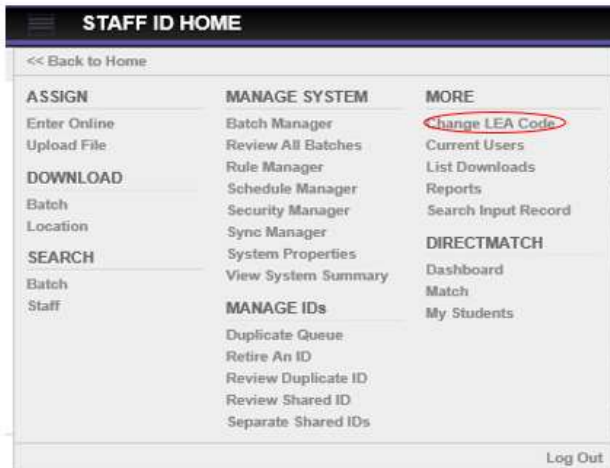 STAFF ID HOME
<< Back to Home
ASSIGN
Enter Online
Upload File
DOWNLOAD
Batch
Location
SEARCH
Batch
Staff
MANAGE SYSTEM
Batch Manager
Review All Batches
Rule Manager
Schedule Manager
Security Manager
Sync Manager
System Properties
View System Summary
MANAGE IDs
Duplicate Queue
Retire An ID
Review Duplicate ID
Review Shared ID
Separate Shared IDs
MORE
Change LEA Code
Current Users
List Downloads
Reports
Search Input Record
DIRECTMATCH
Dashboard
Match
My Students
Log Out